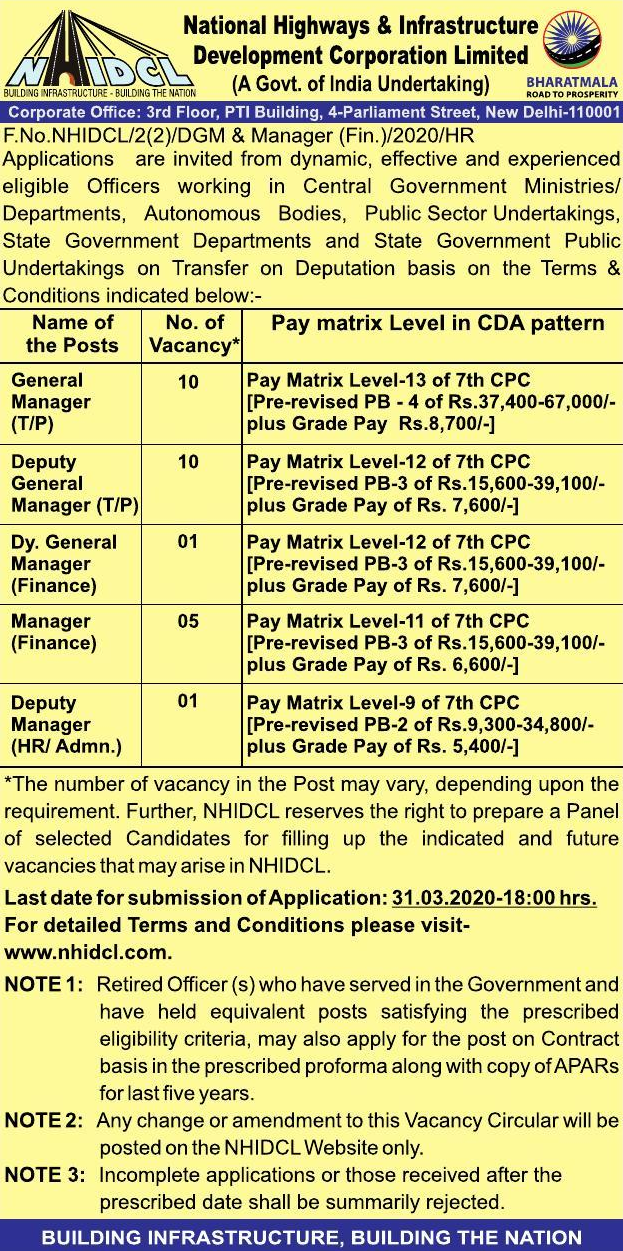 NHIDCL
BUILDING INFRASTRUCTURE - BUILDING THE NATION
National Highways & Infrastructure
Development Corporation Limited
(A Govt. of India Undertaking)
BHARATMALA
ROAD TO PROSPERITY
Corporate Office: 3rd Floor, PTI Building, 4-Parliament Street, New Delhi-110001
F.No.NHIDCL/2(2)/DGM & Manager (Fin.)/2020/HR
Applications are invited from dynamic, effective and experienced
eligible Officers working in Central Government Ministries/
Departments, Autonomous Bodies, Public Sector Undertakings,
State Government Departments and State Government Public
Undertakings on Transfer on Deputation basis on the Terms &
Conditions indicated below:-
Name of the Posts No. of Vacancy* Pay matrix Level in CDA pattern
General 10 Pay Matrix Level-13 of 7th CPC
Manager [Pre-revised PB - 4 of Rs.37,400-67,000/-
(T/P) plus Grade Pay Rs.8,700/-]
Deputy 10 Pay Matrix Level-12 of 7th CPC
General [Pre-revised PB-3 of Rs.15,600-39,100/-
Manager (T/P) plus Grade Pay of Rs. 7,600/-]
Dy. General 01 Pay Matrix Level-12 of 7th CPC
Manager [Pre-revised PB-3 of Rs.15,600-39,100/-
(Finance) plus Grade Pay of Rs. 7,600/-]
Manager 05 Pay Matrix Level-11 of 7th CPC
(Finance) [Pre-revised PB-3 of Rs.15,600-39,100/-
plus Grade Pay of Rs. 6,600/-]
Deputy 01 Pay Matrix Level-9 of 7th CPC
Manager [Pre-revised PB-2 of Rs.9,300-34,800/-
(HR/ Admn.) plus Grade Pay of Rs. 5,400/-]
*The number of vacancy in the Post may vary, depending upon the
requirement. Further, NHIDCL reserves the right to prepare a Panel
of selected Candidates for filling up the indicated and future
vacancies that may arise in NHIDCL.
Last date for submission of Application: 31.03.2020-18:00 hrs.
For detailed Terms and Conditions please visit-
www.nhidcl.com.
NOTE 1: Retired Officer (s) who have served in the Government and
have held equivalent posts satisfying the prescribed
eligibility criteria, may also apply for the post on Contract
basis in the prescribed proforma along with copy of APARs
for last five years.
NOTE 2: Any change or amendment to this Vacancy Circular will be
posted on the NHIDCL Website only.
NOTE 3: Incomplete applications or those received after the
prescribed date shall be summarily rejected.
BUILDING INFRASTRUCTURE, BUILDING THE NATION